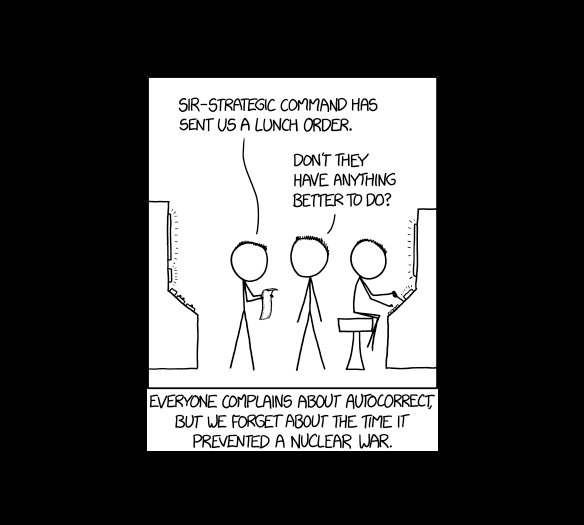 SIR-STRATEGIC COMMAND HAS
SENT US A LUNCH ORDER.
DON'T THEY
HAVE ANYTHING
BETTER TO DO?
EVERYONE COMPLAINS ABOUT AUTOCORRECT,
BUT WE FORGET ABOUT THE TIME IT
PREVENTED A NUCLEAR WAR.